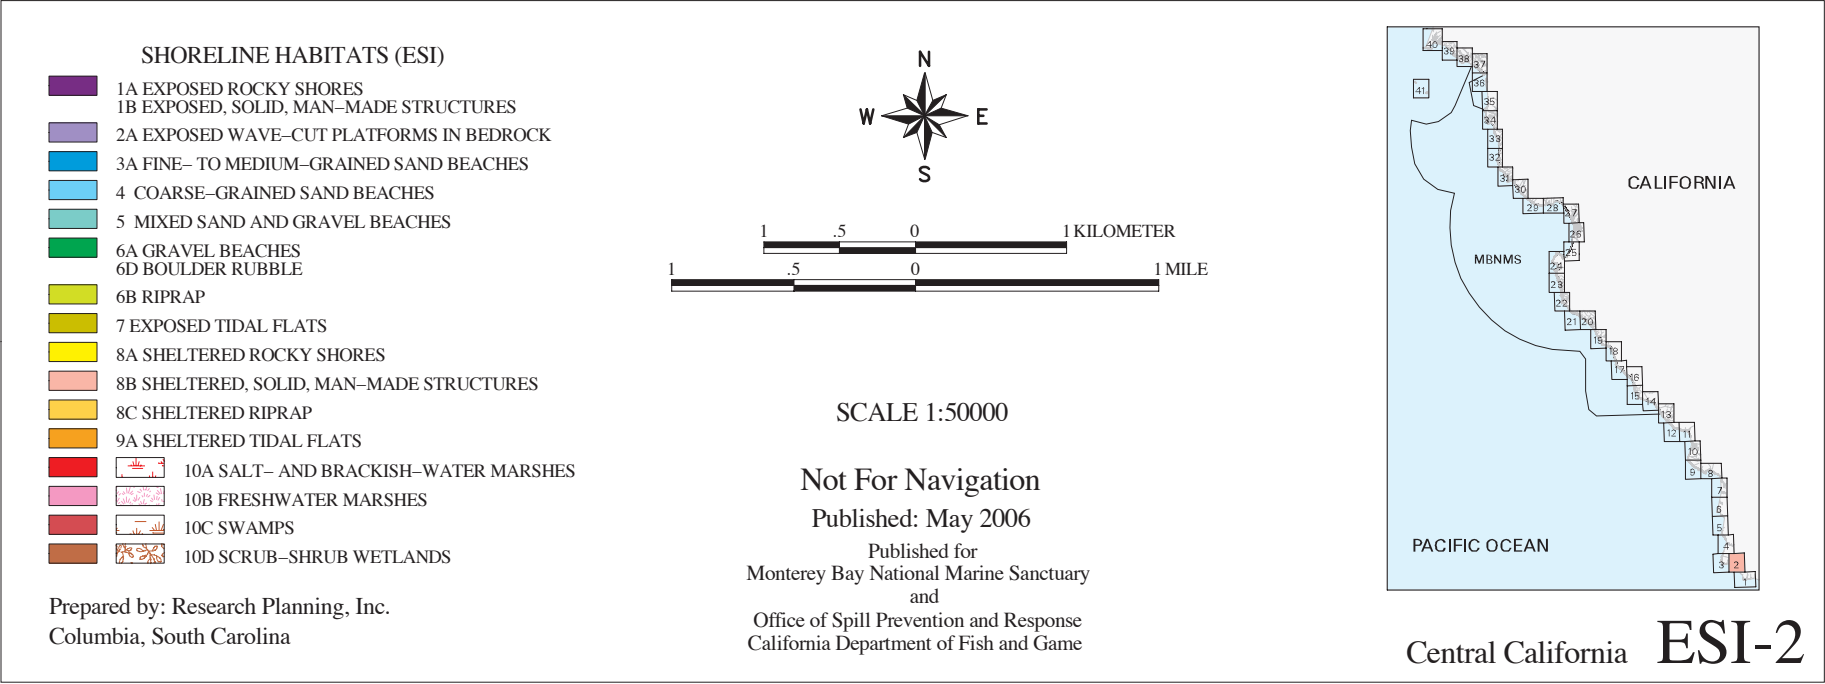 SHORELINE HABITATS (ESI)
1A EXPOSED ROCKY SHORES
1B EXPOSED, SOLID, MAN–MADE STRUCTURES
2A EXPOSED WAVE–CUT PLATFORMS IN BEDROCK
3A FINE– TO MEDIUM–GRAINED SAND BEACHES
4 COARSE–GRAINED SAND BEACHES
5 MIXED SAND AND GRAVEL BEACHES
6A GRAVEL BEACHES
6D BOULDER RUBBLE
6B RIPRAP
7 EXPOSED TIDAL FLATS
8A SHELTERED ROCKY SHORES
8B SHELTERED, SOLID, MAN–MADE STRUCTURES
8C SHELTERED RIPRAP
9A SHELTERED TIDAL FLATS
10A SALT– AND BRACKISH–WATER MARSHES
10B FRESHWATER MARSHES
10C SWAMPS
10D SCRUB–SHRUB WETLANDS
Prepared by: Research Planning, Inc.
Columbia, South Carolina
N
W E
S
1 .5 0 1 KILOMETER
1 .5 0 1 MILE
SCALE 1:50000
Not For Navigation
Published: May 2006
Published for
Monterey Bay National Marine Sanctuary
and
Office of Spill Prevention and Response
California Department of Fish and Game
40
39
38
37
36
41
35
34
33
32
31
30
29 28
27
26
25
24
23
22
21 20
19
18
17
16
15
14
13
12 11
10
9 8
7
6
5
4
3 2
1
CALIFORNIA
MBNMS
PACIFIC OCEAN
Central California ESI-2